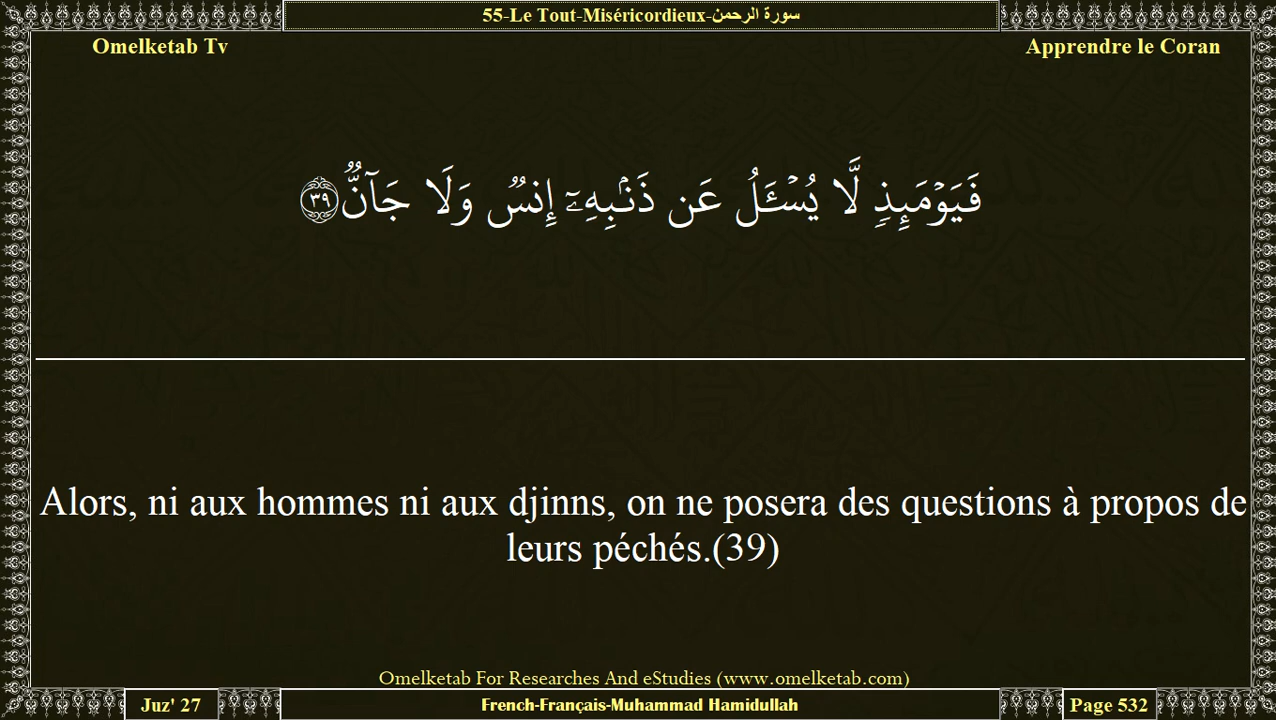 55-Le Tout-Miséricordieux-سورة الرحمن
Omelketab Tv
Apprendre le Coran
فَيَوْمَئِذٍ لَّا يُسْـَٔلُ عَن ذَنۢبِهِۦٓ إِنسٌ وَلَا جَآنٌّ ٣٩
Alors, ni aux hommes ni aux djinns, on ne posera des questions à propos de
leurs péchés.(39)
Omelketab For Researches And eStudies (www.omelketab.com)
Juz' 27
French-Français-Muhammad Hamidullah
Page 532